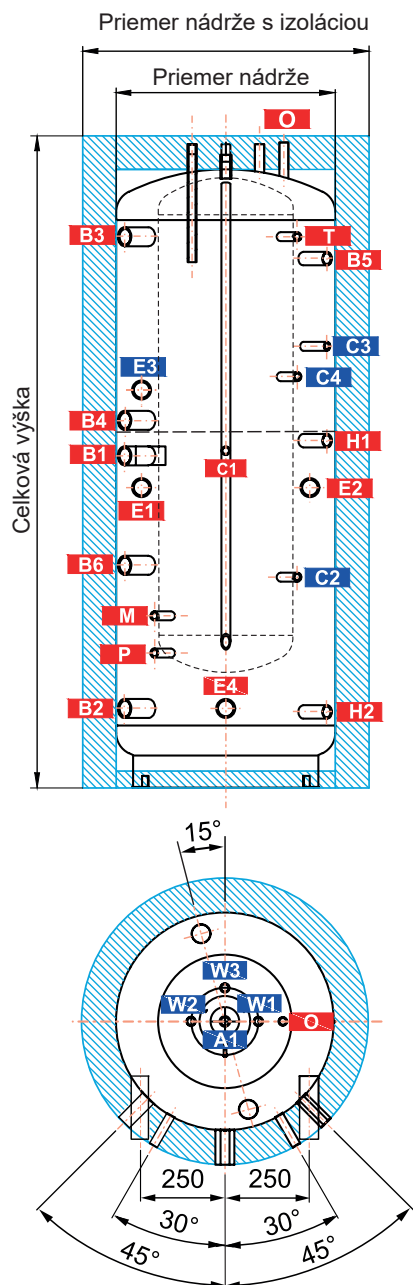 Priemer nádrže s izoláciou
Priemer nádrže
O
B3
T
B5
C3
E3
C4
B4
H1
B1
C1
E1
E2
B6
C2
M
P
E4
B2
H2
Celková výška
15°
W3
W2
W1
O
A1
250
250
30°
30°
45°
45°